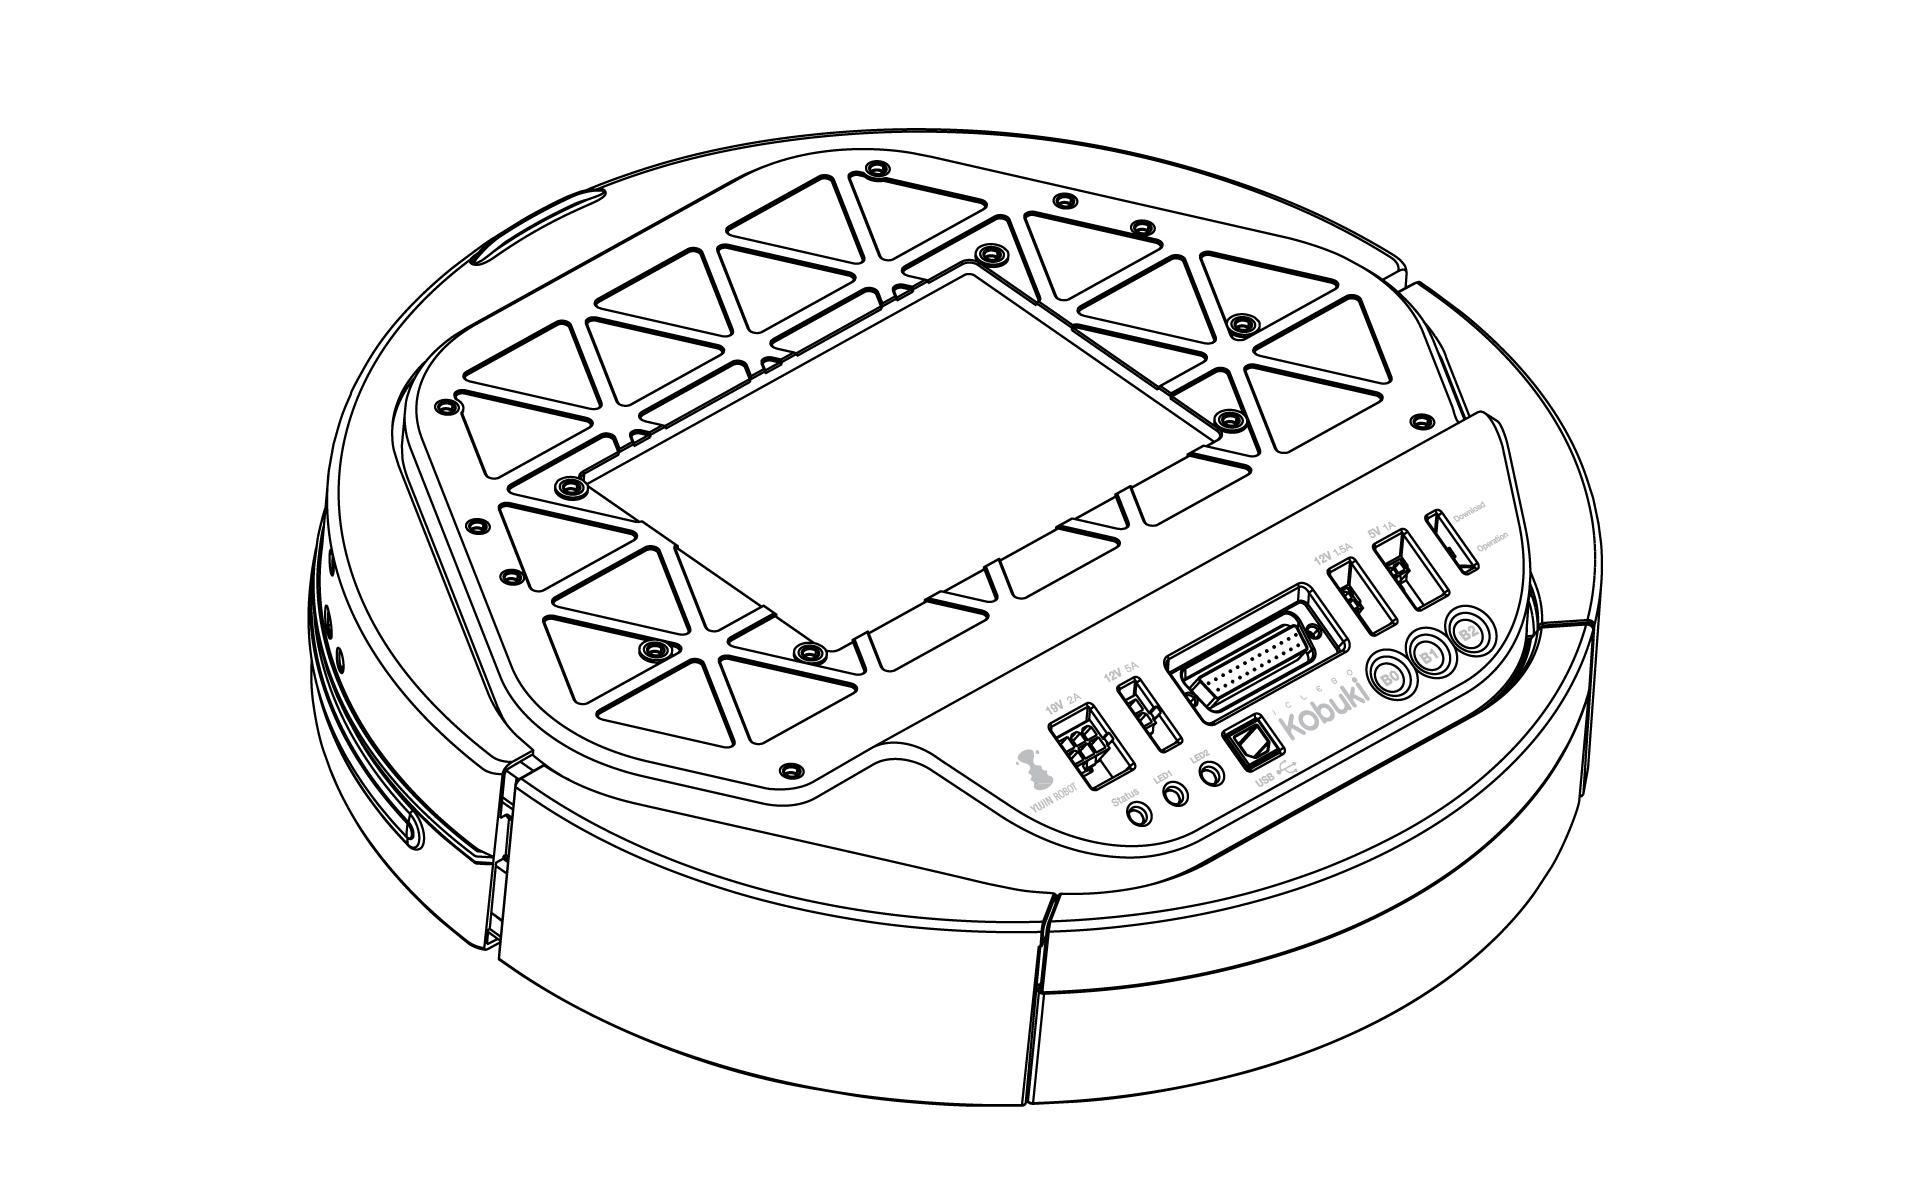 Download
Operation
5V 1A
12V 1.5A
12V 5A
19V 2A
B2
B1
B0
ICLEBO
Kobuki
USB
LED2
LED1
Status
YUJIN ROBOT